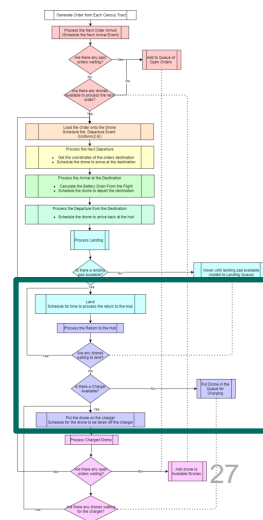 Generate Order from Each Census Tract
Process the next Order Arrival
(Schedule the Next Arrival Event)
Are there any past
orders waiting?
Yes
Add to Queue of
Open Orders
No
Are there any drones
available to process the next
order?
Load the Order onto the Drone
Schedule the Departure Event
(Uniform(2,8))
Process the Next Departure
• Get the coordinates of the orders destination
• Schedule the drone to arrive at the destination
Process the Arrival at the Destination
• Calculate the Battery Drain From the Flight
• Schedule the drone to depart the destination
Process the Departure from the Destination
• Schedule the drone to arrive back at the hub
Process Landing
Is there a landing
pad available?
No
Hover until landing pad available
(Added to Landing Queue)
Yes
Land
Schedule for time to process the return to the Hub
Process the Return to the Hub
Are any drones
waiting to land?
Is there a Charger
Available?
No
Put Drone in the
Queue for
Charging
Yes
Put the drone on the charger
Schedule for the drone to be taken off the charger
Process Charged Drone
Yes
Are there any open
orders waiting?
NO
Add drone to
Available Drones
27
Yes
Are there any drones waiting
for the charger?